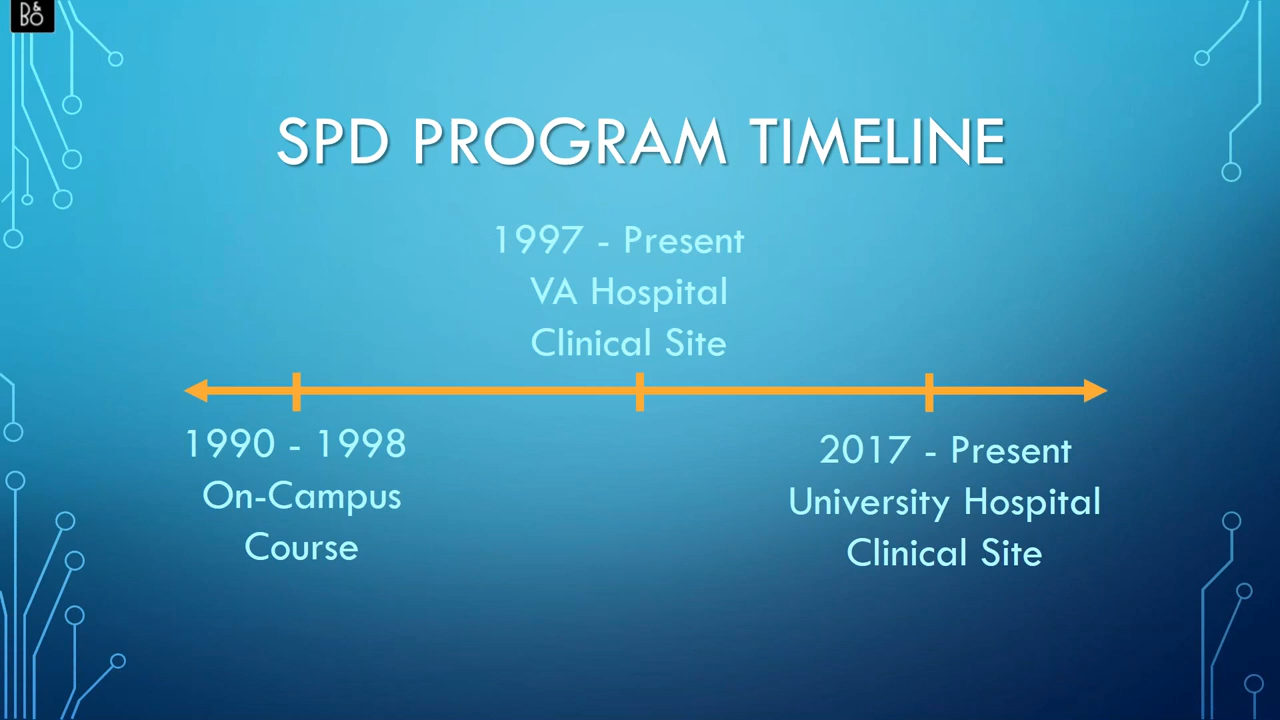 B&O
SPD PROGRAM TIMELINE
1997 - Present
VA Hospital
Clinical Site
1990 - 1998
On-Campus
Course
2017 - Present
University Hospital
Clinical Site